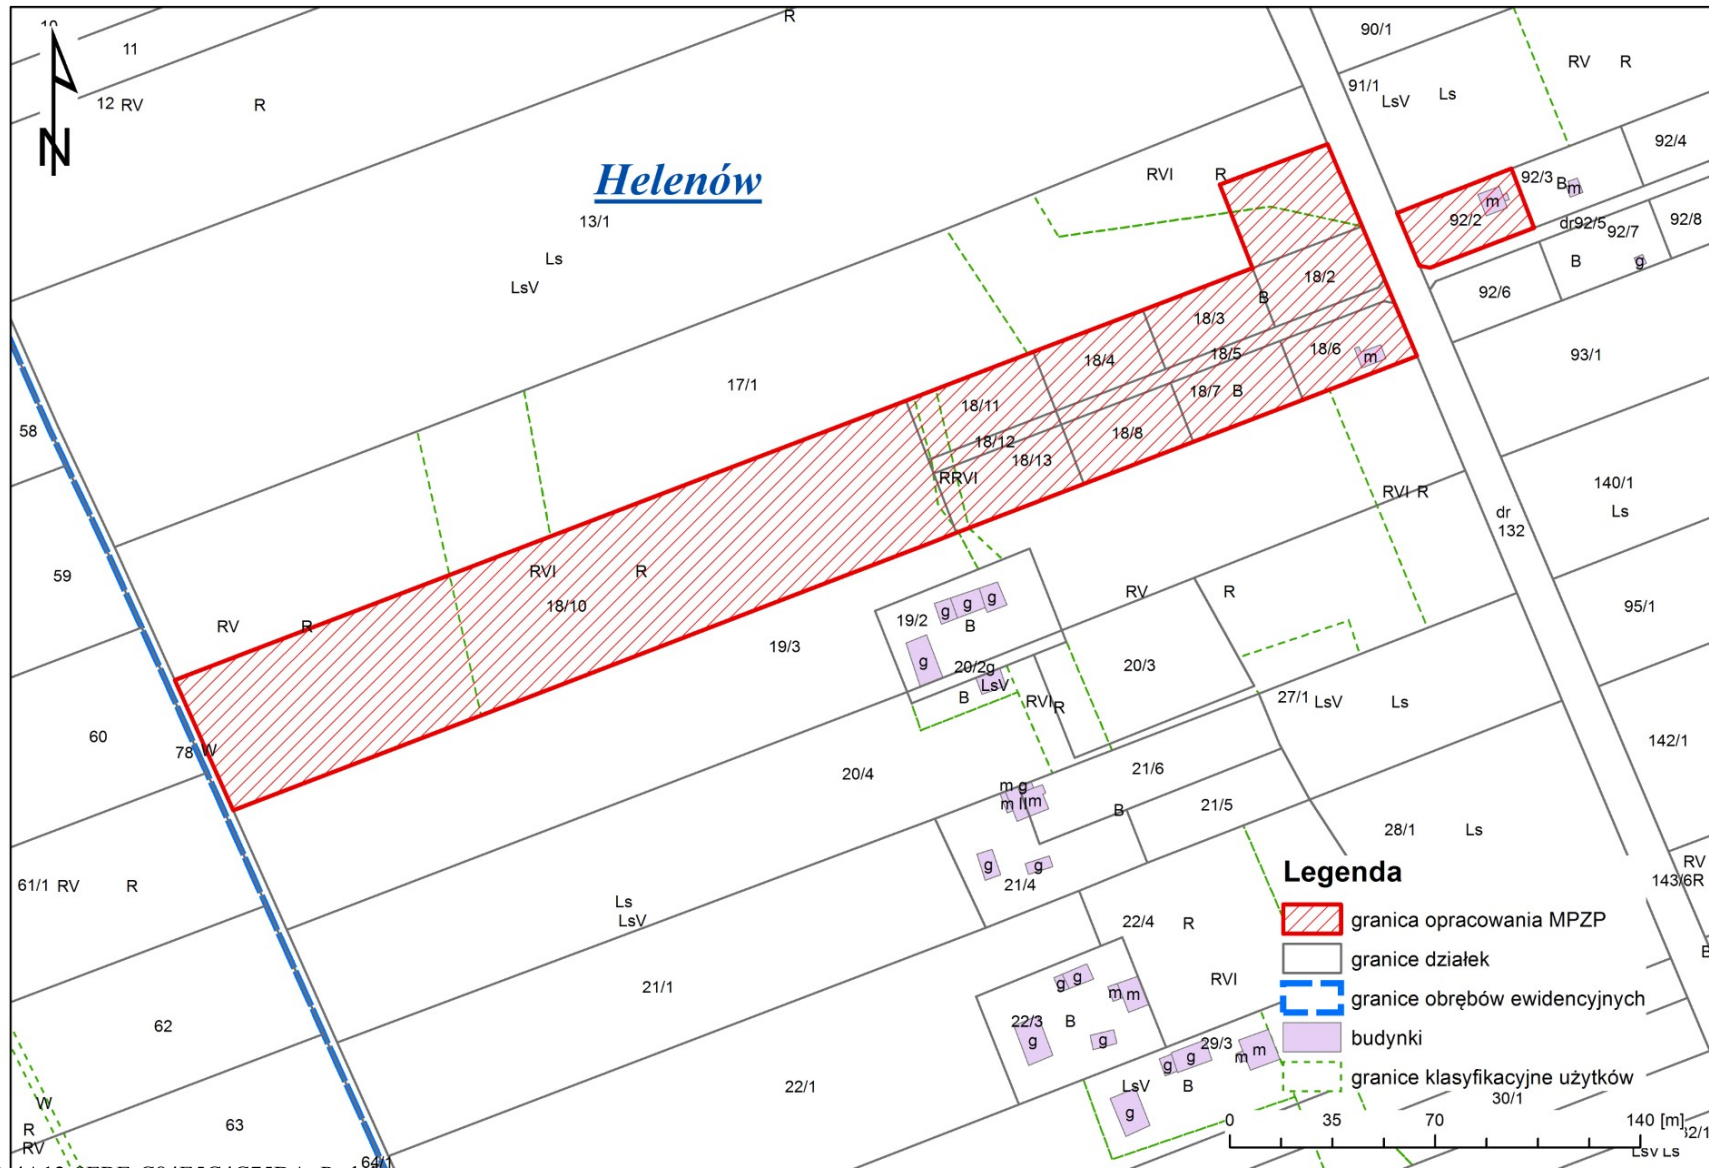 R
90/1
11
RV R
91/1
LsV Ls
12 RV R
92/4
N
Helenów
RVI R
92/3 B m
m
92/2
13/1
dr92/5
92/7
92/8
Ls
B g
LsV
18/2
B
92/6
18/3
18/5
18/6
m
93/1
18/4
17/1
18/7 B
18/11
58
18/12
18/8
18/13
RRVI
140/1
RVI R
Ls
dr
132
59
RVI R
18/10
RV R
95/1
RV R
19/2
g g g
B
19/3
g
20/2g
LsV
20/3
B
RVI R
27/1 LsV Ls
60
78 W
142/1
20/4
21/6
m g
m II m
B
21/5
28/1 Ls
g g
21/4
61/1 RV R
RV
143/6R
Ls
LsV
22/4 R
B
21/1
g g
m m
RVI
62
22/3 B
g g
29/3
g g
m m
22/1
LsV B
g
W
R
RV
63
64/1
30/1
Legenda
granica opracowania MPZP
granice działek
granice obrębów ewidencyjnych
budynki
granice klasyfikacyjne użytków
0 35 70 140 [m]
LsV Ls